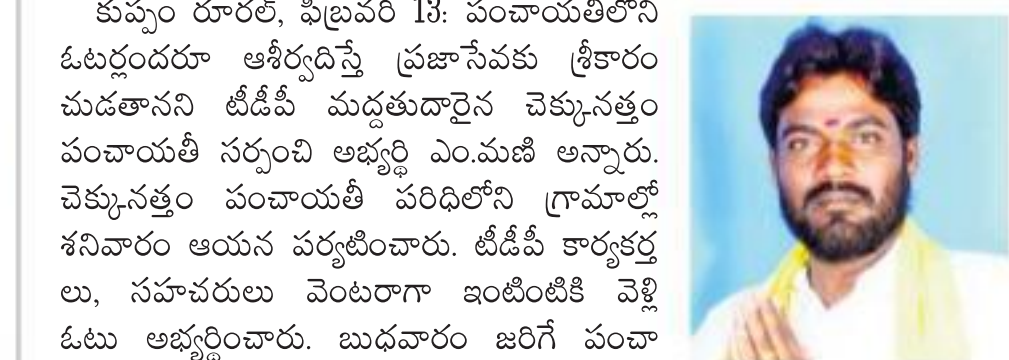 కుప్పం రూరల్, ఫిబ్రవరి 13: పంచాయతీలోని
ఓటర్లందరూ ఆశీర్వదిస్తే ప్రజాసేవకు శ్రీకారం
చుడతానని టీడీపీ మద్దతుదారైన చెక్కునత్తం
పంచాయతీ సర్పంచి అభ్యర్థి ఎం.మణి అన్నారు.
చెక్కునత్తం పంచాయతీ పరిధిలోని గ్రామాల్లో
శనివారం ఆయన పర్యటించారు. టీడీపీ కార్యకర్త
లు, సహచరులు వెంటరాగా ఇంటింటికి వెళ్లి
ఓటు అభ్యర్థించారు. బుధవారం జరిగే పంచా